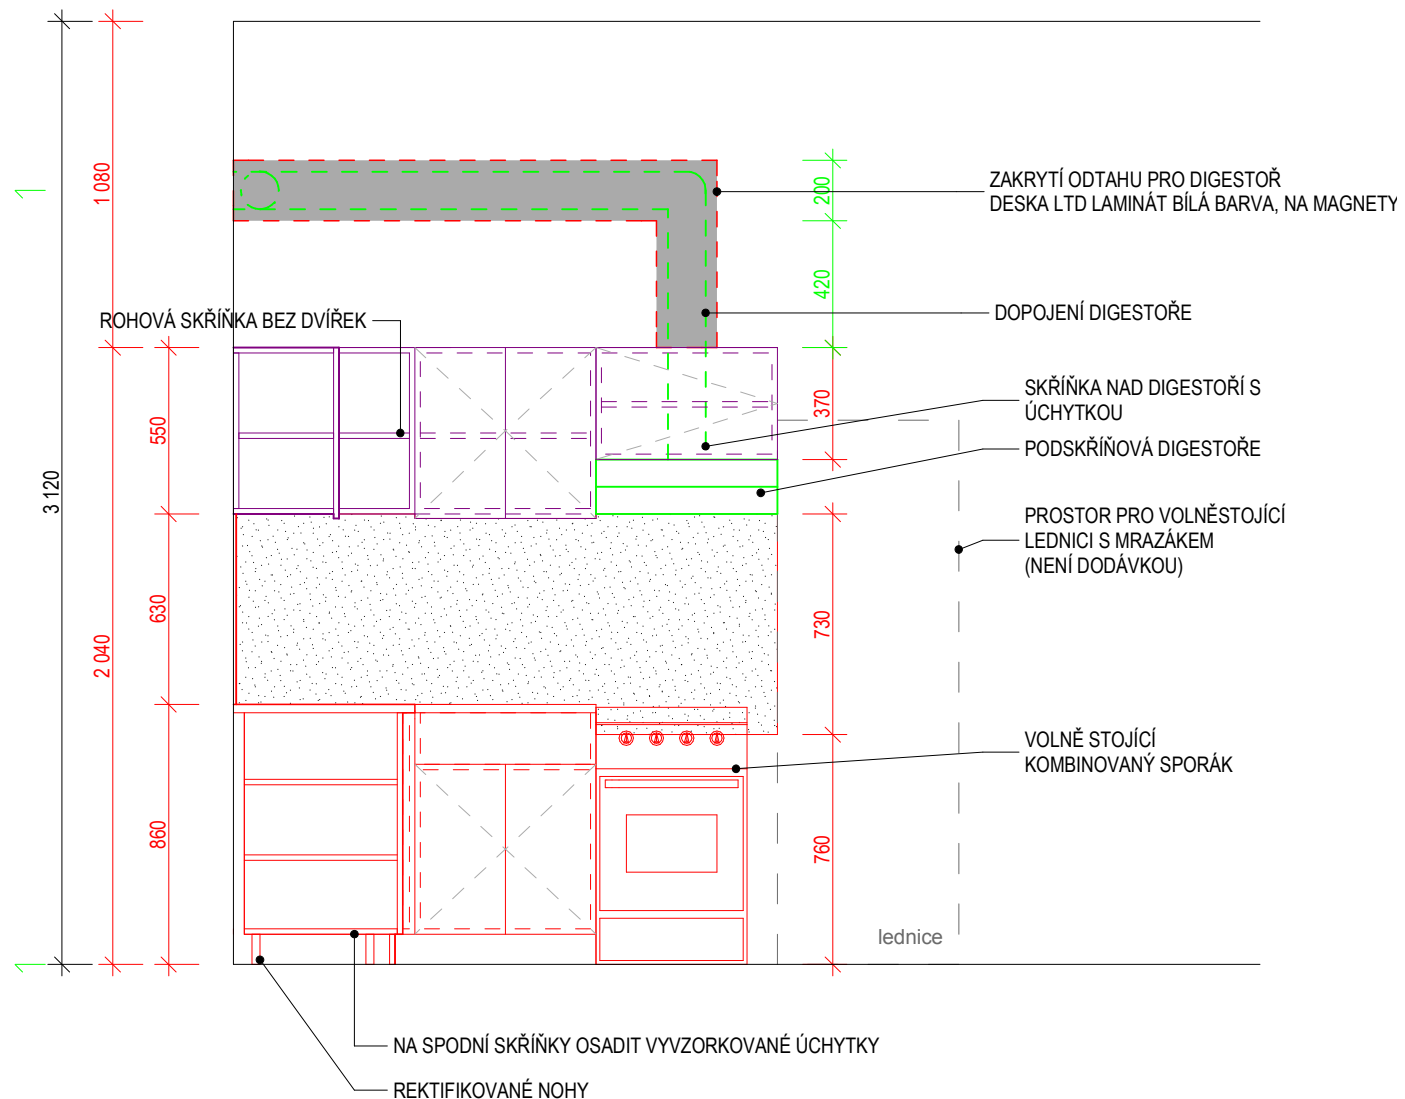 ZAKRYTÍ ODTAHU PRO DIGESTOŘ
DESKA LTD LAMINÁT BÍLÁ BARVA, NA MAGNETY
1
1 080
200
420
DOPOJENÍ DIGESTOŘE
ROHOVÁ SKŘÍŇKA BEZ DVÍŘEK
SKŘÍŇKA NAD DIGESTOŘÍ S
ÚCHYTKOU
370
550
PODSKŘÍŇOVÁ DIGESTOŘE
3 120
PROSTOR PRO VOLNĚSTOJÍCÍ
LEDNICI S MRAZÁKEM
(NENÍ DODÁVKOU)
630
730
2 040
VOLNĚ STOJÍCÍ
KOMBINOVANÝ SPORÁK
860
760
lednice
1
NA SPODNÍ SKŘÍŇKY OSADIT VYVZORKOVANÉ ÚCHYTKY
REKTIFIKOVANÉ NOHY